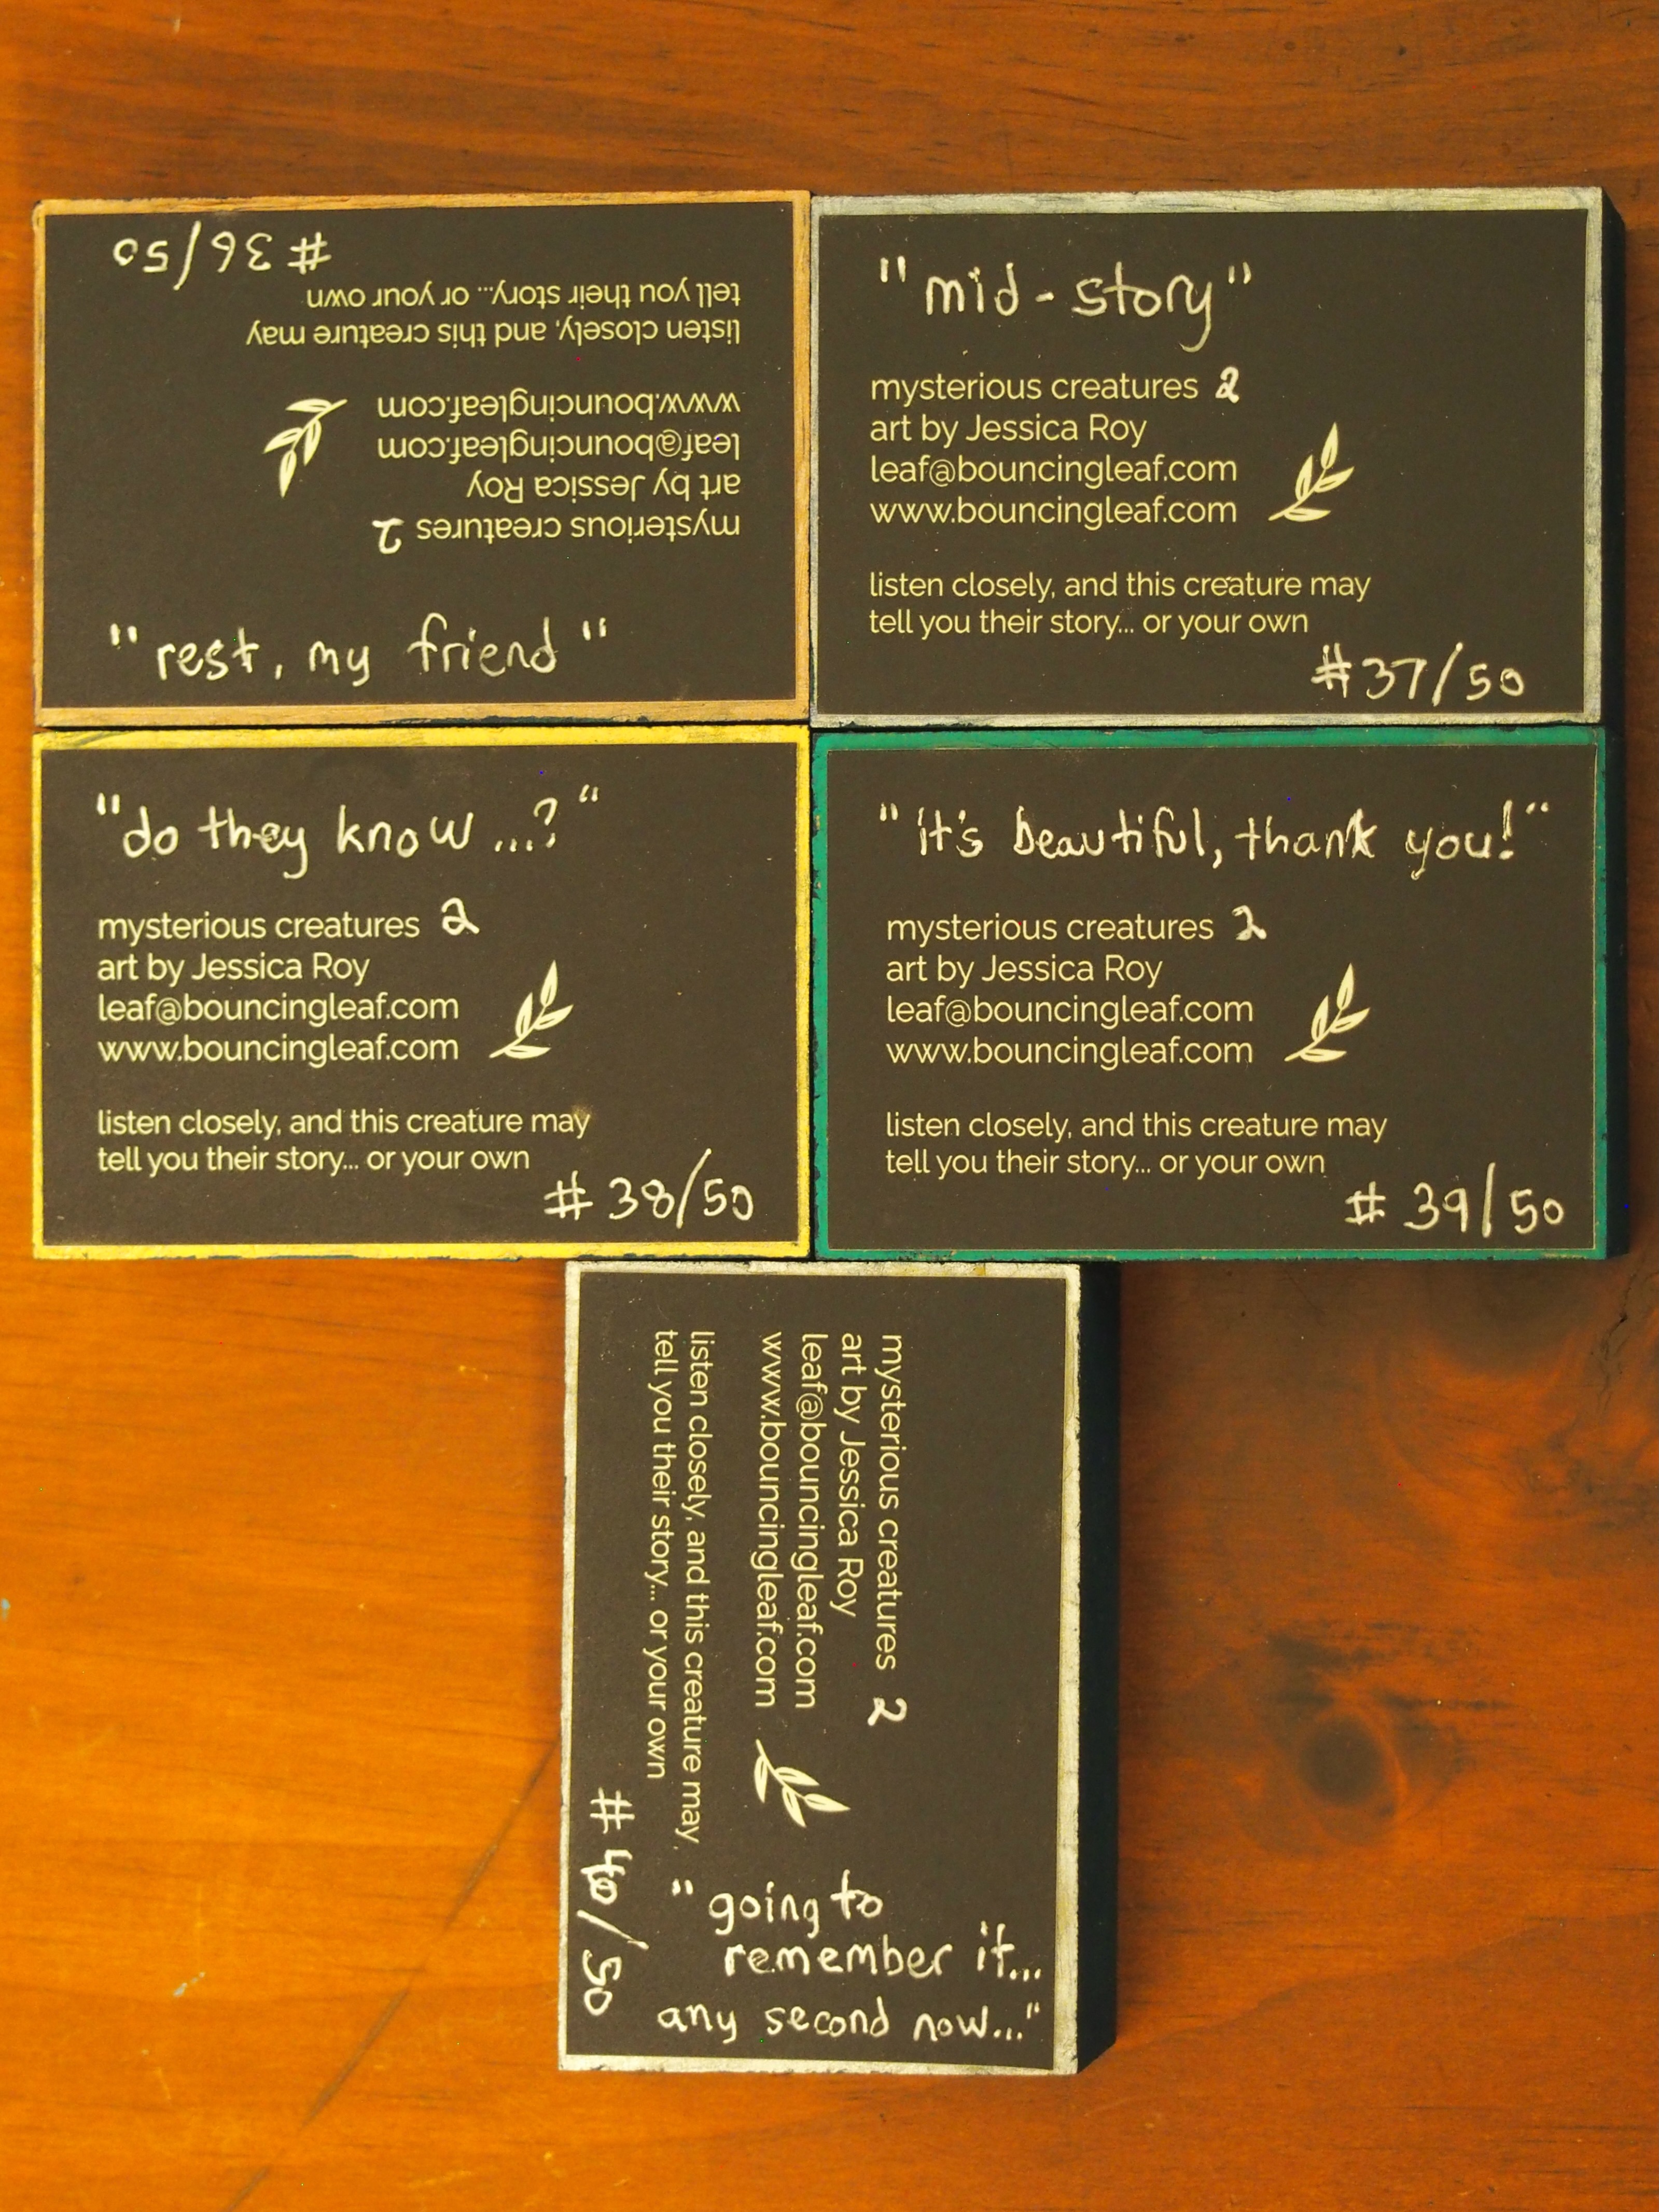 "rest, my friend"
mysterious creatures 2
art by Jessica Roy
leaf@bouncingleaf.com
www.bouncingleaf.com
listen closely, and this creature may
tell you their story... or your own
#36/50
"mid-story"
mysterious creatures 2
art by Jessica Roy
leaf@bouncingleaf.com
www.bouncingleaf.com
listen closely, and this creature may
tell you their story... or your own
#37/50
"do they know...?"
mysterious creatures 2
art by Jessica Roy
leaf@bouncingleaf.com
www.bouncingleaf.com
listen closely, and this creature may
tell you their story... or your own
#38/50
"it's beautiful, thank you!"
mysterious creatures 2
art by Jessica Roy
leaf@bouncingleaf.com
www.bouncingleaf.com
listen closely, and this creature may
tell you their story... or your own
#39/50
mysterious creatures 2
art by Jessica Roy
leaf@bouncingleaf.com
www.bouncingleaf.com
listen closely, and this creature may
tell you their story... or your own
#40/50
"going to
remember it...
any second now..."